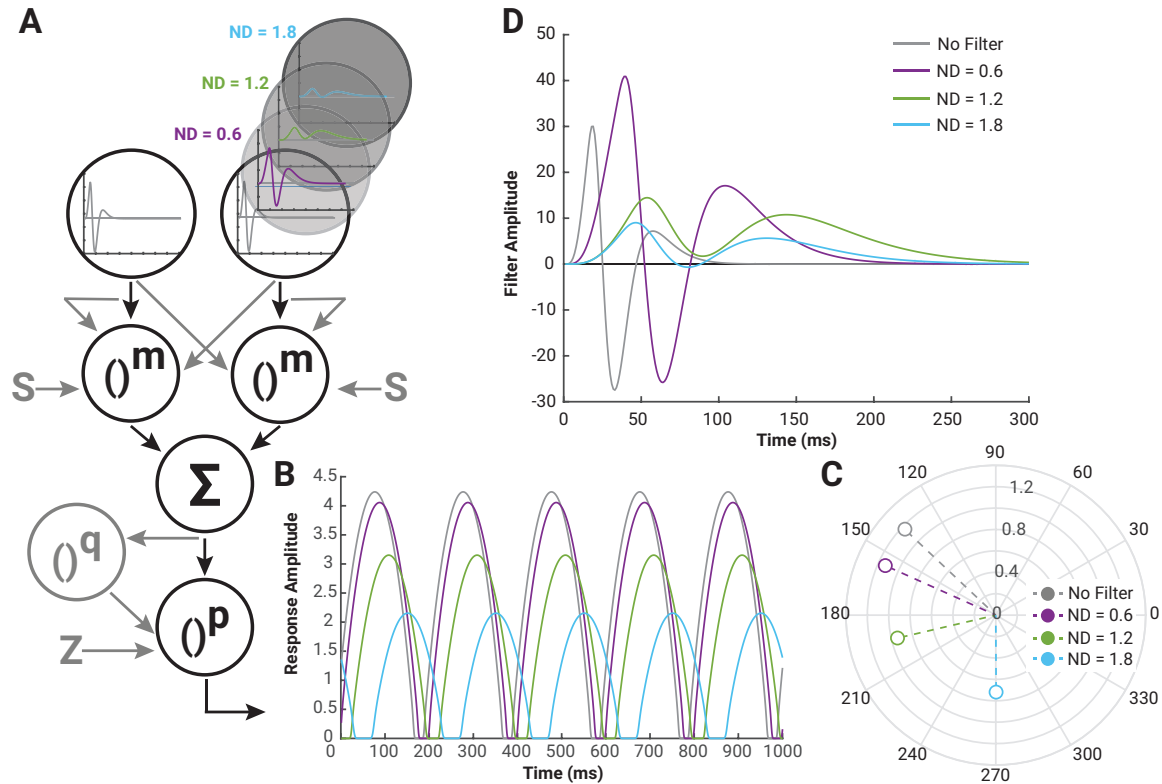 A
ND = 1.8
ND = 1.2
ND = 0.6
()m
()m
S
S
Σ
()q
()p
Z
B
Response Amplitude
4.5
4
3.5
3
2.5
2
1.5
1
0.5
0
0 100 200 300 400 500 600 700 800 900 1000
Time (ms)
C
90
120
60
150
30
180
0
210
330
240
300
270
1.2
0.8
0.4
0
No Filter
ND = 0.6
ND = 1.2
ND = 1.8
D
Filter Amplitude
50
40
30
20
10
0
-10
-20
-30
0 50 100 150 200 250 300
Time (ms)
No Filter
ND = 0.6
ND = 1.2
ND = 1.8